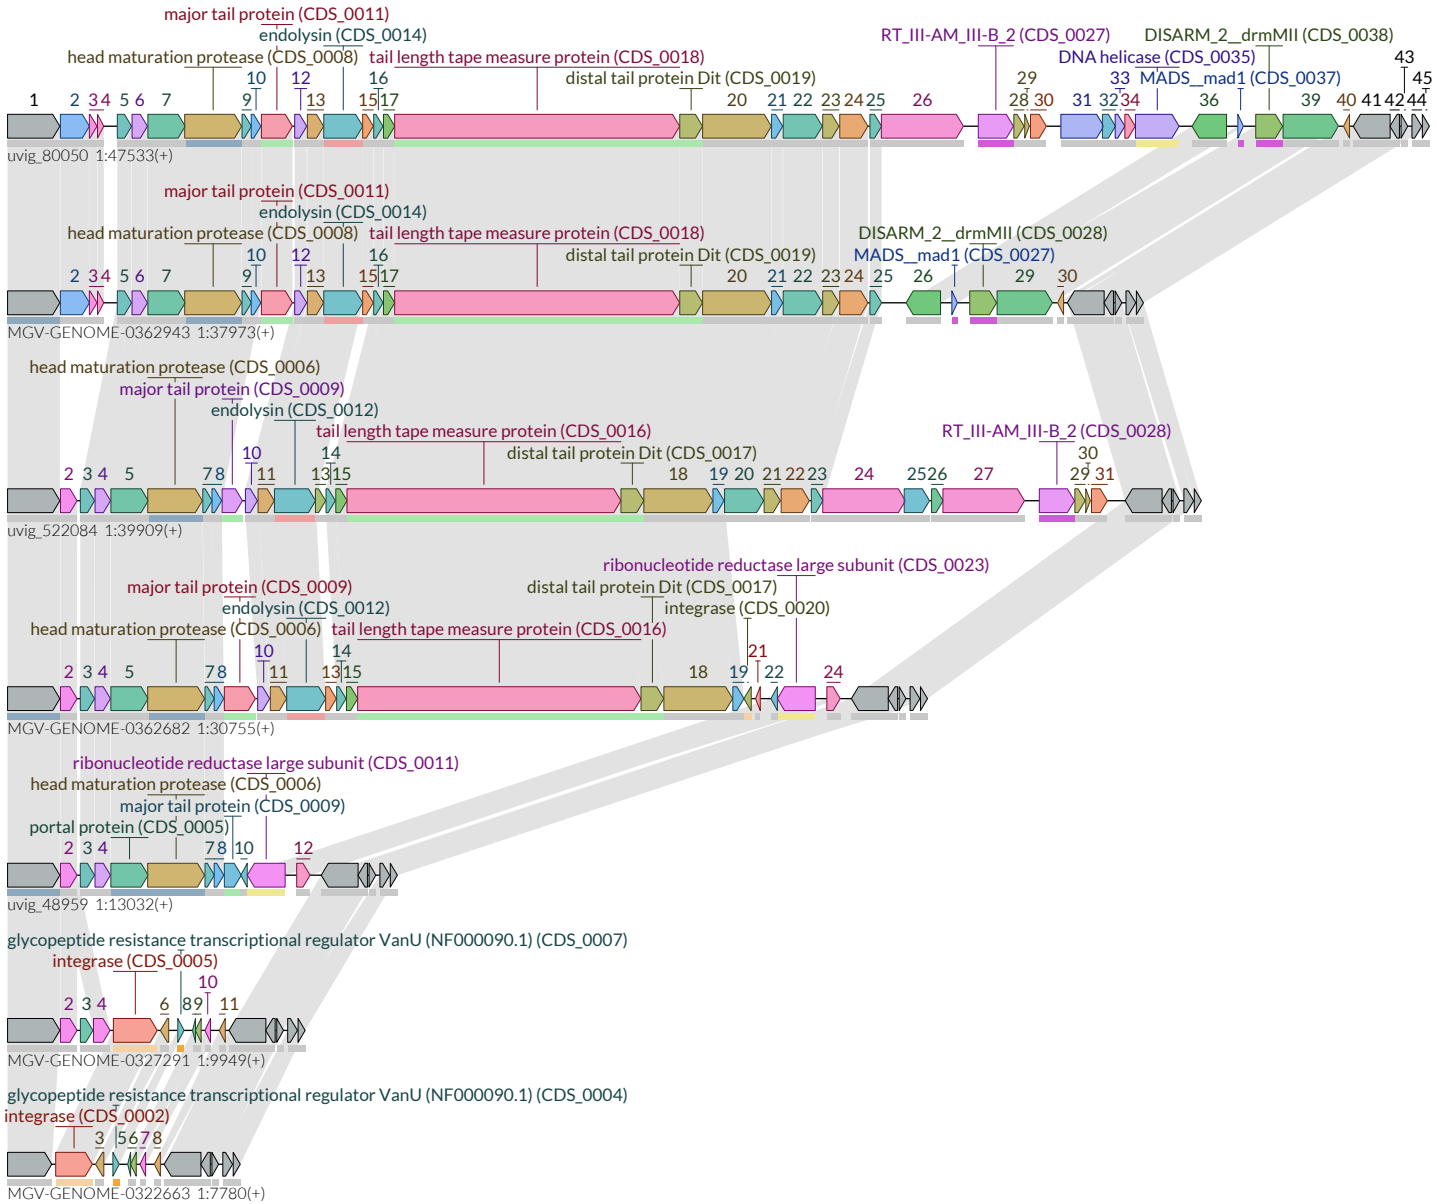 major tail protein (CDS_0011)
endolysin (CDS_0014)
RT_III-AM_III-B_2 (CDS_0027) DISARM_2__drmMII (CDS_0038)
head maturation protease (CDS_0008) tail length tape measure protein (CDS_0018) DNA helicase (CDS_0035) 43
10 12 16 distal tail protein Dit (CDS_0019) 29 33 MADS__mad1 (CDS_0037) 45
1 2 3 4 5 6 7 9 13 15 17 20 21 22 23 24 25 26 28 30 31 32 34 36 39 40 41 42 44
uvig_80050 1:47533(+)
major tail protein (CDS_0011)
endolysin (CDS_0014)
head maturation protease (CDS_0008) tail length tape measure protein (CDS_0018) DISARM_2__drmMII (CDS_0028)
10 12 16 distal tail protein Dit (CDS_0019) MADS__mad1 (CDS_0027)
2 3 4 5 6 7 9 13 15 17 20 21 22 23 24 25 26 29 30
MGV-GENOME-0362943 1:37973(+)
head maturation protease (CDS_0006)
major tail protein (CDS_0009)
endolysin (CDS_0012)
tail length tape measure protein (CDS_0016) RT_III-AM_III-B_2 (CDS_0028)
10 14 distal tail protein Dit (CDS_0017) 30
2 3 4 5 7 8 11 13 15 18 19 20 21 22 23 24 25 26 27 29 31
uvig_522084 1:39909(+)
ribonucleotide reductase large subunit (CDS_0023)
major tail protein (CDS_0009) distal tail protein Dit (CDS_0017)
endolysin (CDS_0012) integrase (CDS_0020)
head maturation protease (CDS_0006) tail length tape measure protein (CDS_0016)
10 14 21
2 3 4 5 7 8 11 13 15 18 19 22 24
MGV-GENOME-0362682 1:30755(+)
ribonucleotide reductase large subunit (CDS_0011)
head maturation protease (CDS_0006)
major tail protein (CDS_0009)
portal protein (CDS_0005)
2 3 4 7 8 10 12
uvig_48959 1:13032(+)
glycopeptide resistance transcriptional regulator VanU (NF000090.1) (CDS_0007)
integrase (CDS_0005)
10
2 3 4 6 8 9 11
MGV-GENOME-0327291 1:9949(+)
glycopeptide resistance transcriptional regulator VanU (NF000090.1) (CDS_0004)
integrase (CDS_0002)
3 5 6 7 8
MGV-GENOME-0322663 1:7780(+)